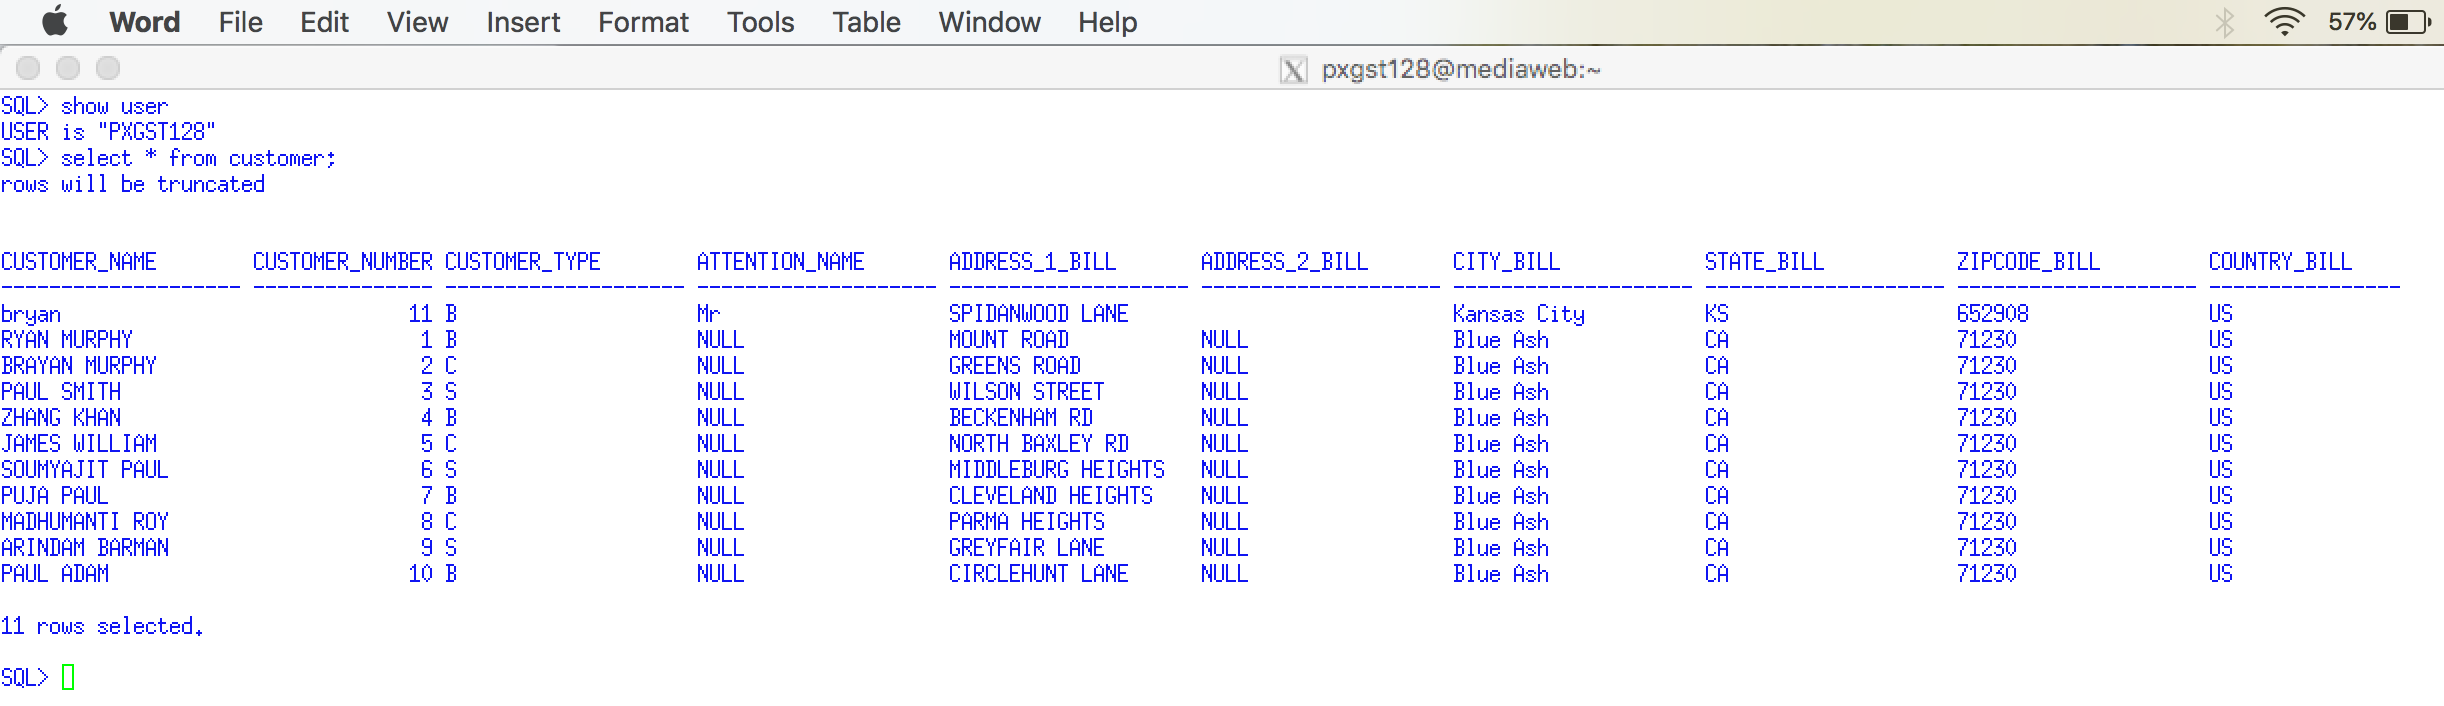 Word File Edit View Insert Format Tools Table Window Help 57%
X pxgst128@mediaweb:~
SQL> show user
USER is "PXGST128"
SQL> select * from customer;
rows will be truncated
CUSTOMER_NAME CUSTOMER_NUMBER CUSTOMER_TYPE ATTENTION_NAME ADDRESS_1_BILL ADDRESS_2_BILL CITY_BILL STATE_BILL ZIPCODE_BILL COUNTRY_BILL
-------------------- --------------- -------------------- -------------------- -------------------- -------------------- -------------------- -------------------- -------------------- ----------------
bryan 11 B Mr SPIDANWOOD LANE Kansas City KS 652908 US
RYAN MURPHY 1 B NULL MOUNT ROAD NULL Blue Ash CA 71230 US
BRAYAN MURPHY 2 C NULL GREENS ROAD NULL Blue Ash CA 71230 US
PAUL SMITH 3 S NULL WILSON STREET NULL Blue Ash CA 71230 US
ZHANG KHAN 4 B NULL BECKENHAM RD NULL Blue Ash CA 71230 US
JAMES WILLIAM 5 C NULL NORTH BAXLEY RD NULL Blue Ash CA 71230 US
SOUMYAJIT PAUL 6 S NULL MIDDLEBURG HEIGHTS NULL Blue Ash CA 71230 US
PUJA PAUL 7 B NULL CLEVELAND HEIGHTS NULL Blue Ash CA 71230 US
MADHUMANTI ROY 8 C NULL PARMA HEIGHTS NULL Blue Ash CA 71230 US
ARINDAM BARMAN 9 S NULL GREYFAIR LANE NULL Blue Ash CA 71230 US
PAUL ADAM 10 B NULL CIRCLEHUNT LANE NULL Blue Ash CA 71230 US
11 rows selected.
SQL>